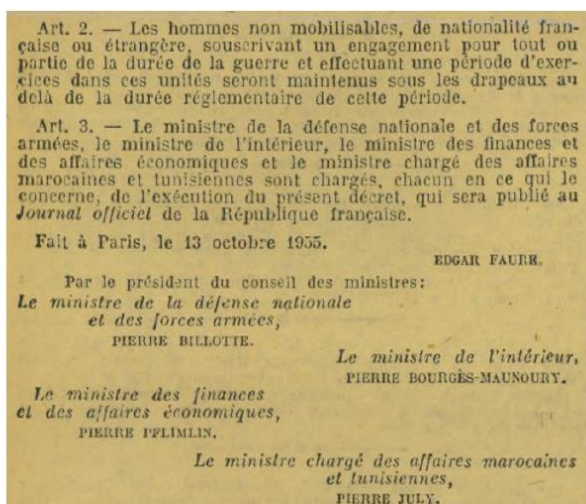 Art. 2. — Les hommes non mobilisables, de nationalité fran-
çaise ou étrangère, souscrivant un engagement pour tout ou
partie de la durée de la guerre et effectuant une période d'exer-
cices dans ces unités seront maintenus sous les drapeaux au
delà de la durée réglementaire de cette période.
Art. 3. — Le ministre de la défense nationale et des forces
armées, le ministre de l'intérieur, le ministre des finances et
des affaires économiques et le ministre chargé des affaires
marocaines et tunisiennes sont chargés, chacun en ce qui le
concerne, de l'exécution du présent décret, qui sera publié au
Journal officiel de la République française.
Fait à Paris, le 13 octobre 1955.
EDGAR FAURE.
Par le président du conseil des ministres:
Le ministre de la défense nationale
et des forces armées,
PIERRE BILLOTTE.
Le ministre de l'intérieur,
PIERRE BOURGÈS-MAUNOURY.
Le ministre des finances
et des affaires économiques,
PIERRE PFLIMLIN.
Le ministre chargé des affaires marocaines
et tunisiennes,
PIERRE JULY.